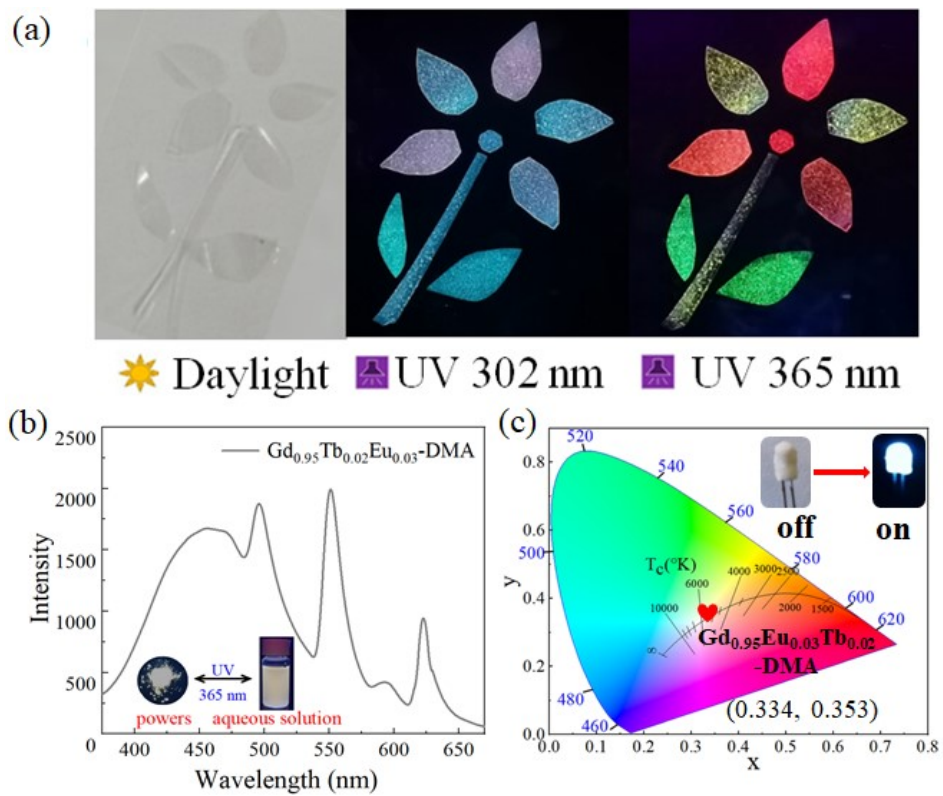 (a)
Daylight UV 302 nm UV 365 nm
(b)
2500
2000
1500
1000
500
0
Intensity
Gd0.95Tb0.02Eu0.03-DMA
UV
365 nm
powers aqueous solution
400 450 500 550 600 650
Wavelength (nm)
(c)
0.8
0.6
0.4
0.2
0.0
y
520
540
560
580
600
620
500
480
460
off on
Tc(°K)
4000 3000 2500
6000
10000
2000 1500
∞
Gd0.95Eu0.03Tb0.02
-DMA
(0.334, 0.353)
0.0 0.1 0.2 0.3 0.4 0.5 0.6 0.7 0.8
x